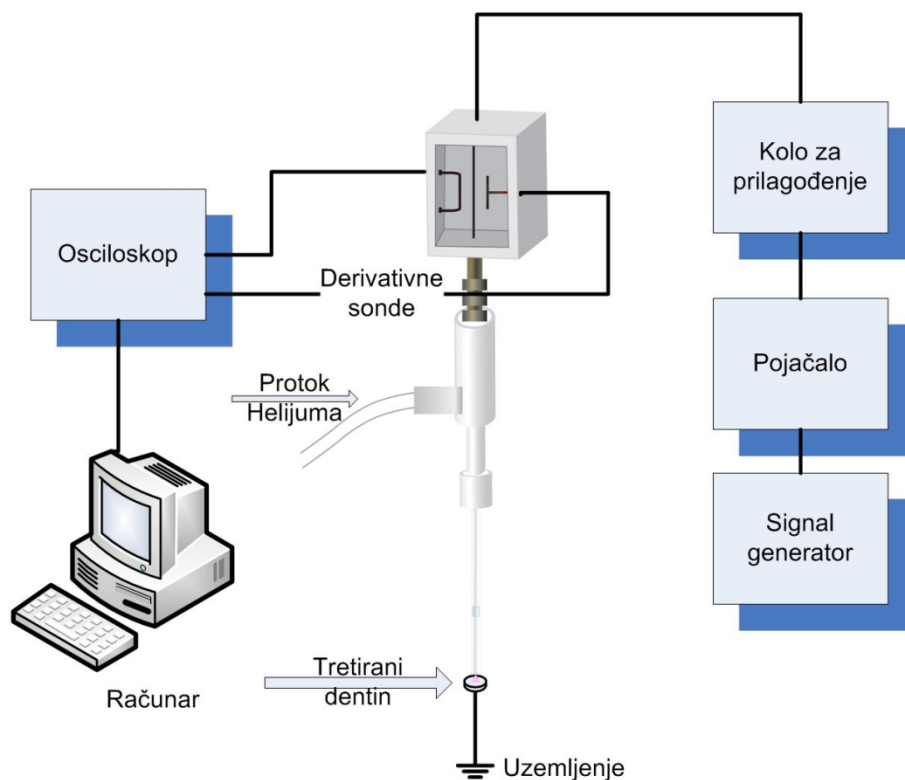 Kolo za
prilagođenje
Osciloskop
Derivativne
sonde
Pojačalo
Protok
Helijuma
Signal
generator
Tretirani
dentin
Računar
Uzemljenje